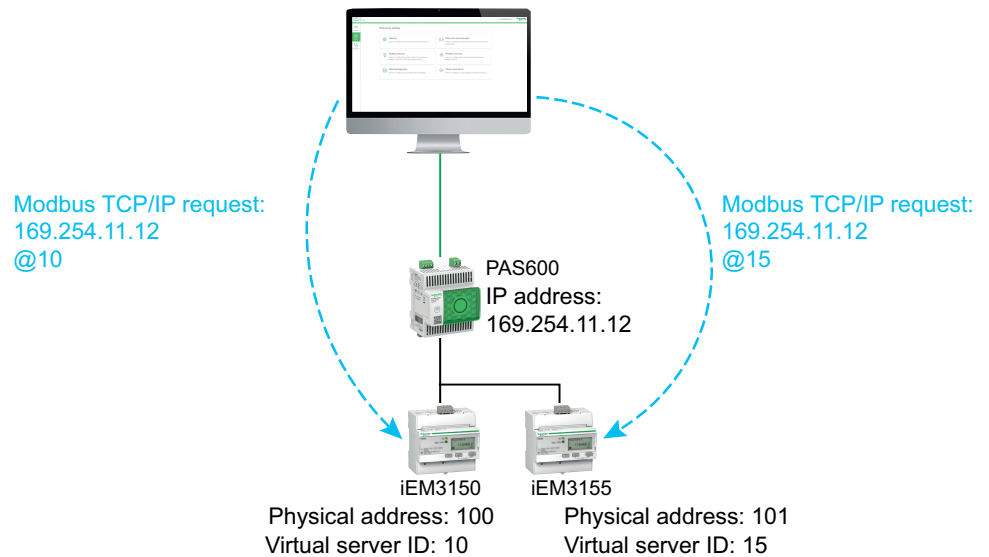 Modbus TCP/IP request:
169.254.11.12
@10
Modbus TCP/IP request:
169.254.11.12
@15
PAS600
IP address:
169.254.11.12
iEM3150
Physical address: 100
Virtual server ID: 10
iEM3155
Physical address: 101
Virtual server ID: 15